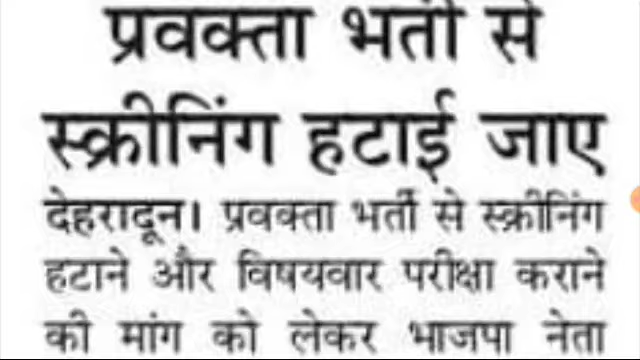 प्रवक्ता भर्ती से
स्क्रीनिंग हटाई जाए
देहरादून। प्रवक्ता भर्ती से स्क्रीनिंग
हटाने और विषयवार परीक्षा कराने
की मांग को लेकर भाजपा नेता